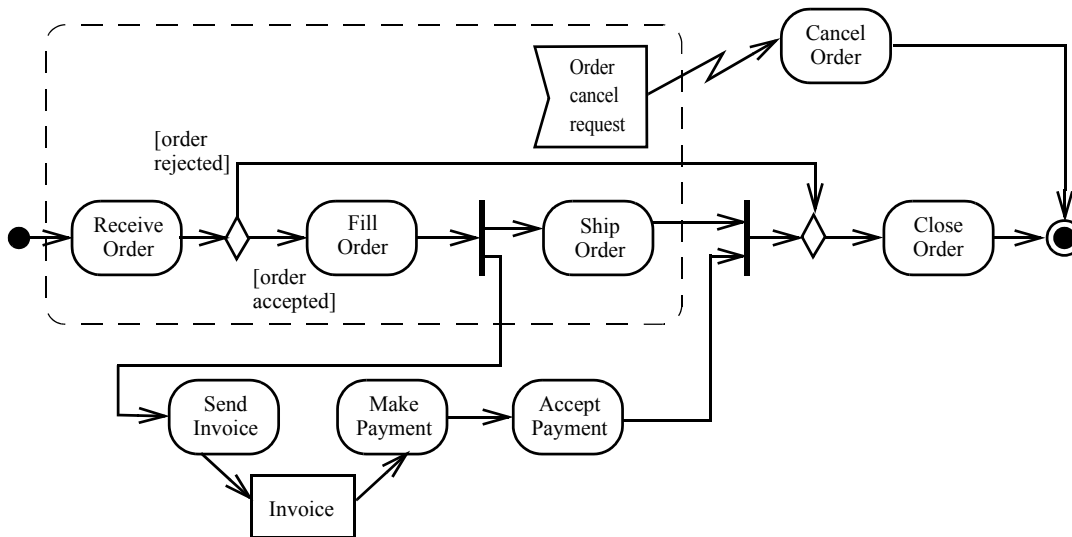 Cancel
Order
Order
cancel
request
[order
rejected]
Receive
Order
Fill
Order
Ship
Order
Close
Order
[order
accepted]
Send
Invoice
Make
Payment
Accept
Payment
Invoice